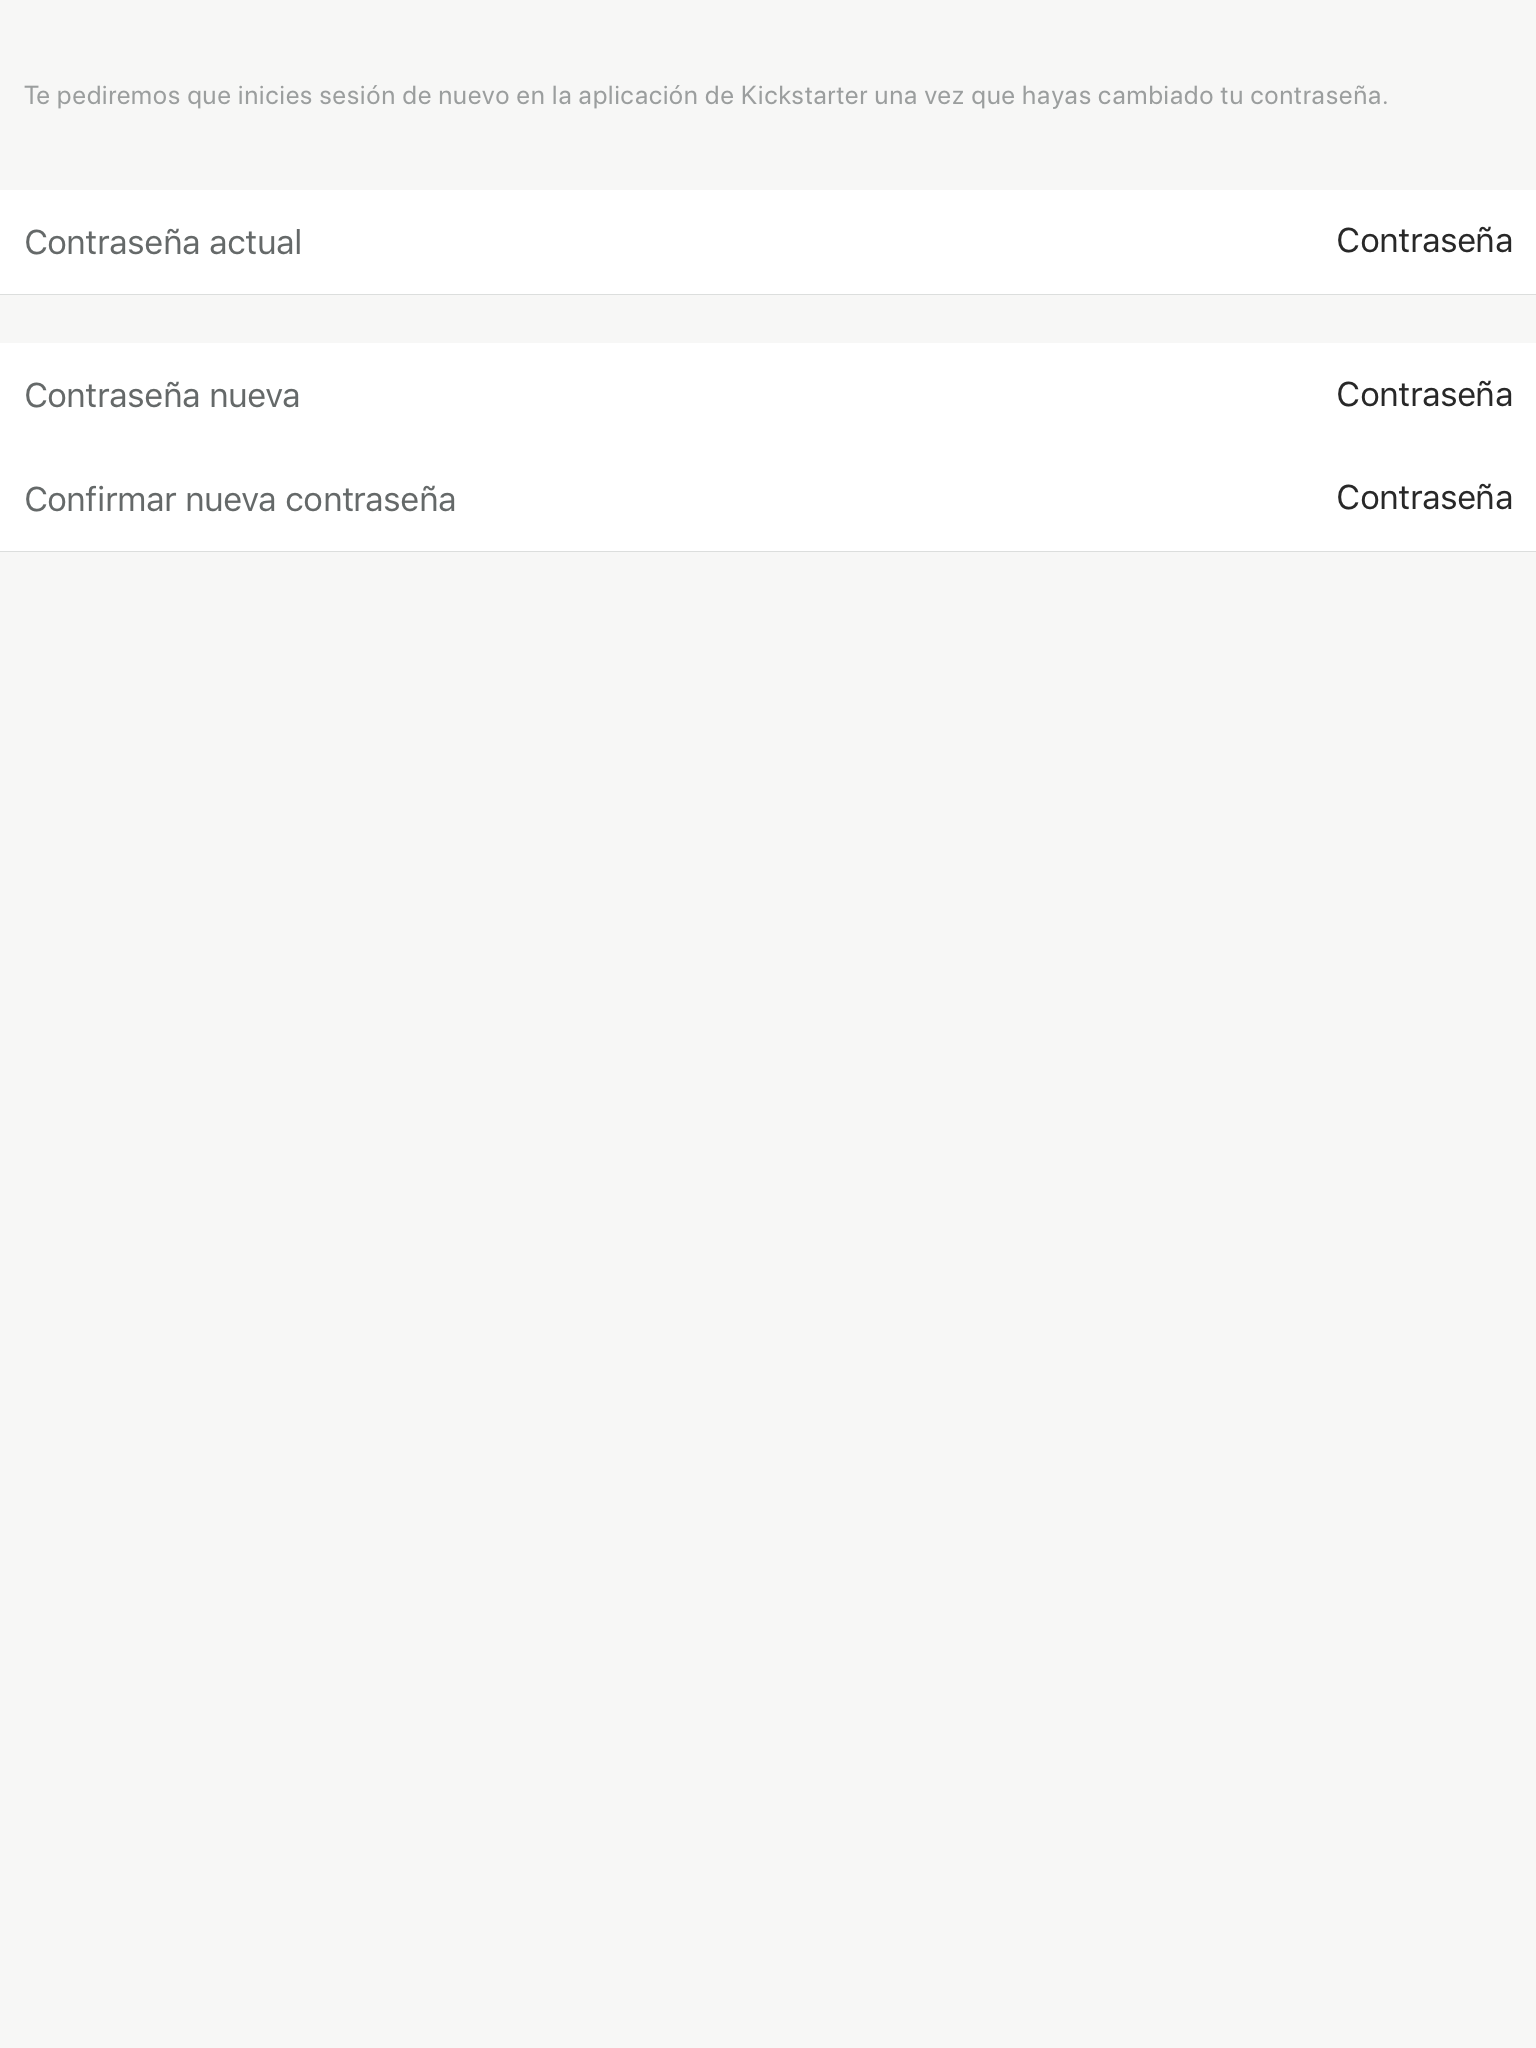 Te pediremos que inicies sesión de nuevo en la aplicación de Kickstarter una vez que hayas cambiado tu contraseña.
Contraseña actual Contraseña
Contraseña nueva Contraseña
Confirmar nueva contraseña Contraseña